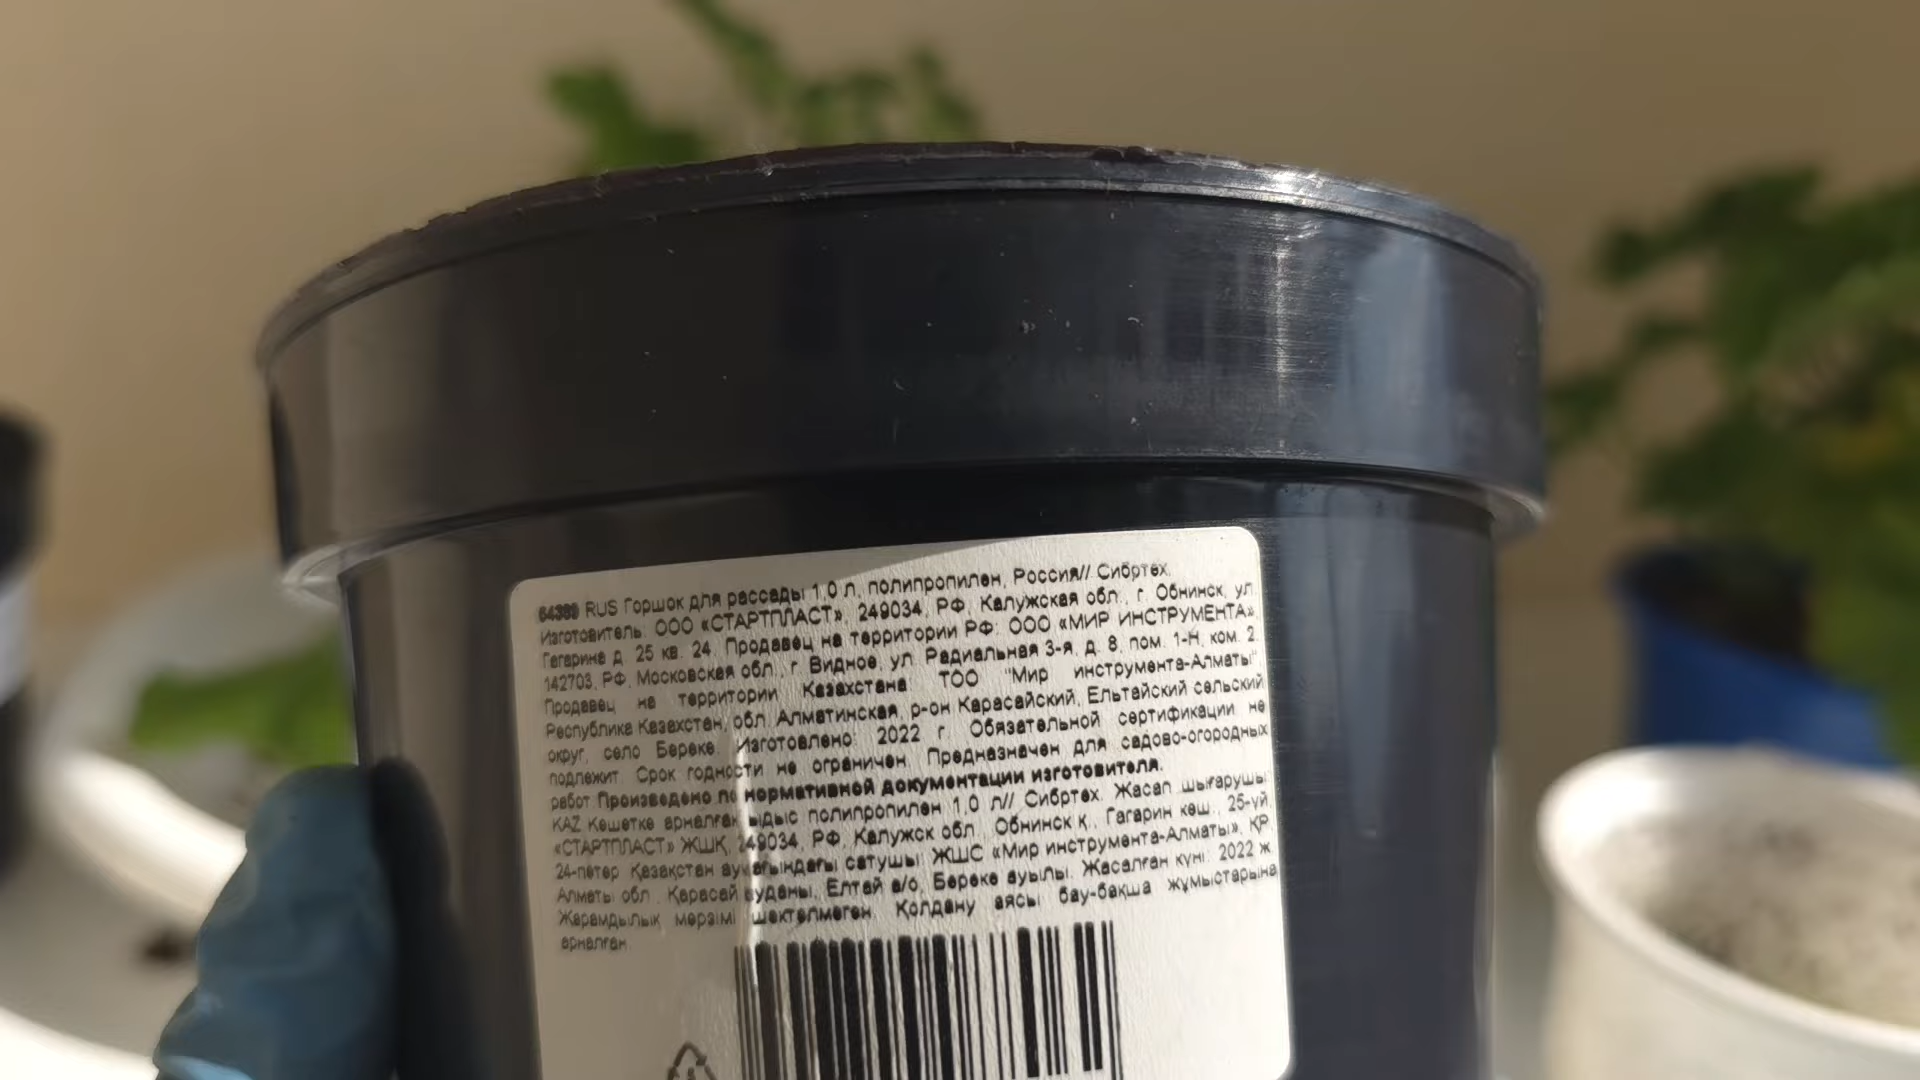 64389 RUS Горшок для рассады 1,0 л, полипропилен, Россия// Сибртех.
Изготовитель: ООО «СТАРТПЛАСТ», 249034, РФ, Калужская обл., г. Обнинск, ул.
Гагарина д. 25 кв. 24. Продавец на территории РФ: ООО «МИР ИНСТРУМЕНТА»,
142703, РФ, Московская обл., г. Видное, ул. Радиальная 3-я, д. 8, пом. 1-Н, ком. 2.
Продавец на территории Казахстана: ТОО "Мир инструмента-Алматы",
Республика Казахстан, обл. Алматинская, р-он Карасайский, Ельтайский сельский
округ, село Береке. Изготовлено: 2022 г. Обязательной сертификации не
подлежит. Срок годности не ограничен. Предназначен для садово-огородных
работ. Произведено по нормативной документации изготовителя.
KAZ Көшетке арналған ыдыс полипропилен 1,0 л// Сибртех. Жасап шығарушы:
«СТАРТПЛАСТ» ЖШҚ, 249034, РФ, Калужск обл., Обнинск қ., Гагарин көш., 25-үй,
24-пәтер. Қазақстан аумағындағы сатушы: ЖШС «Мир инструмента-Алматы», ҚР,
Алматы обл., Қарасай ауданы, Елтай а/о, Береке ауылы. Жасалған күні: 2022 ж.
Жарамдылық мерзімі шектелмеген. Қолдану аясы: бау-бақша жұмыстарына
арналған.
5